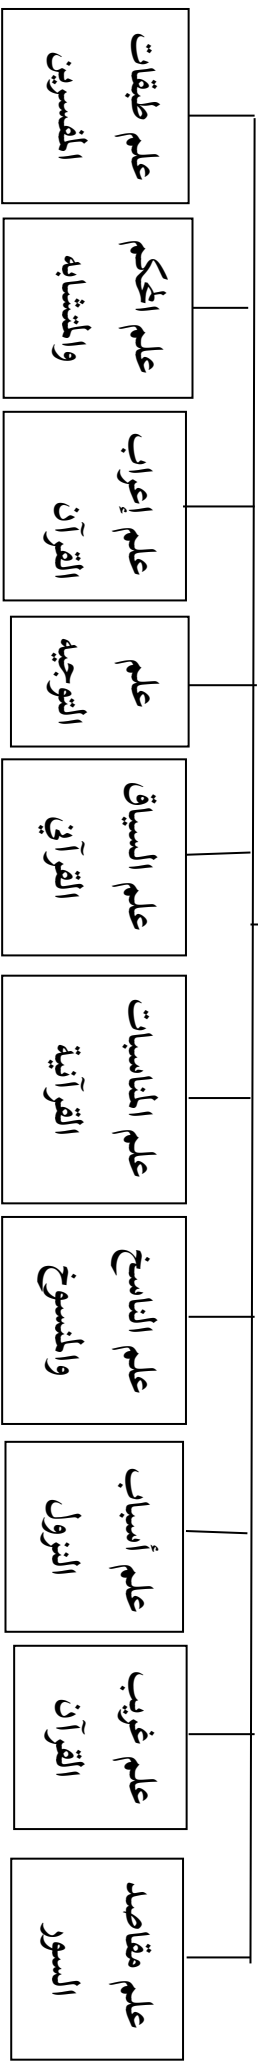 علم مقاصد
السور
علم غريب
القرآن
علم أسباب
النزول
علم الناسخ
والمنسوخ
علم المناسبات
القرآنية
علم السياق
القرآني
علم
التوجيه
علم إعراب
القرآن
علم المحكم
والمتشابه
علم طبقات
المفسرين